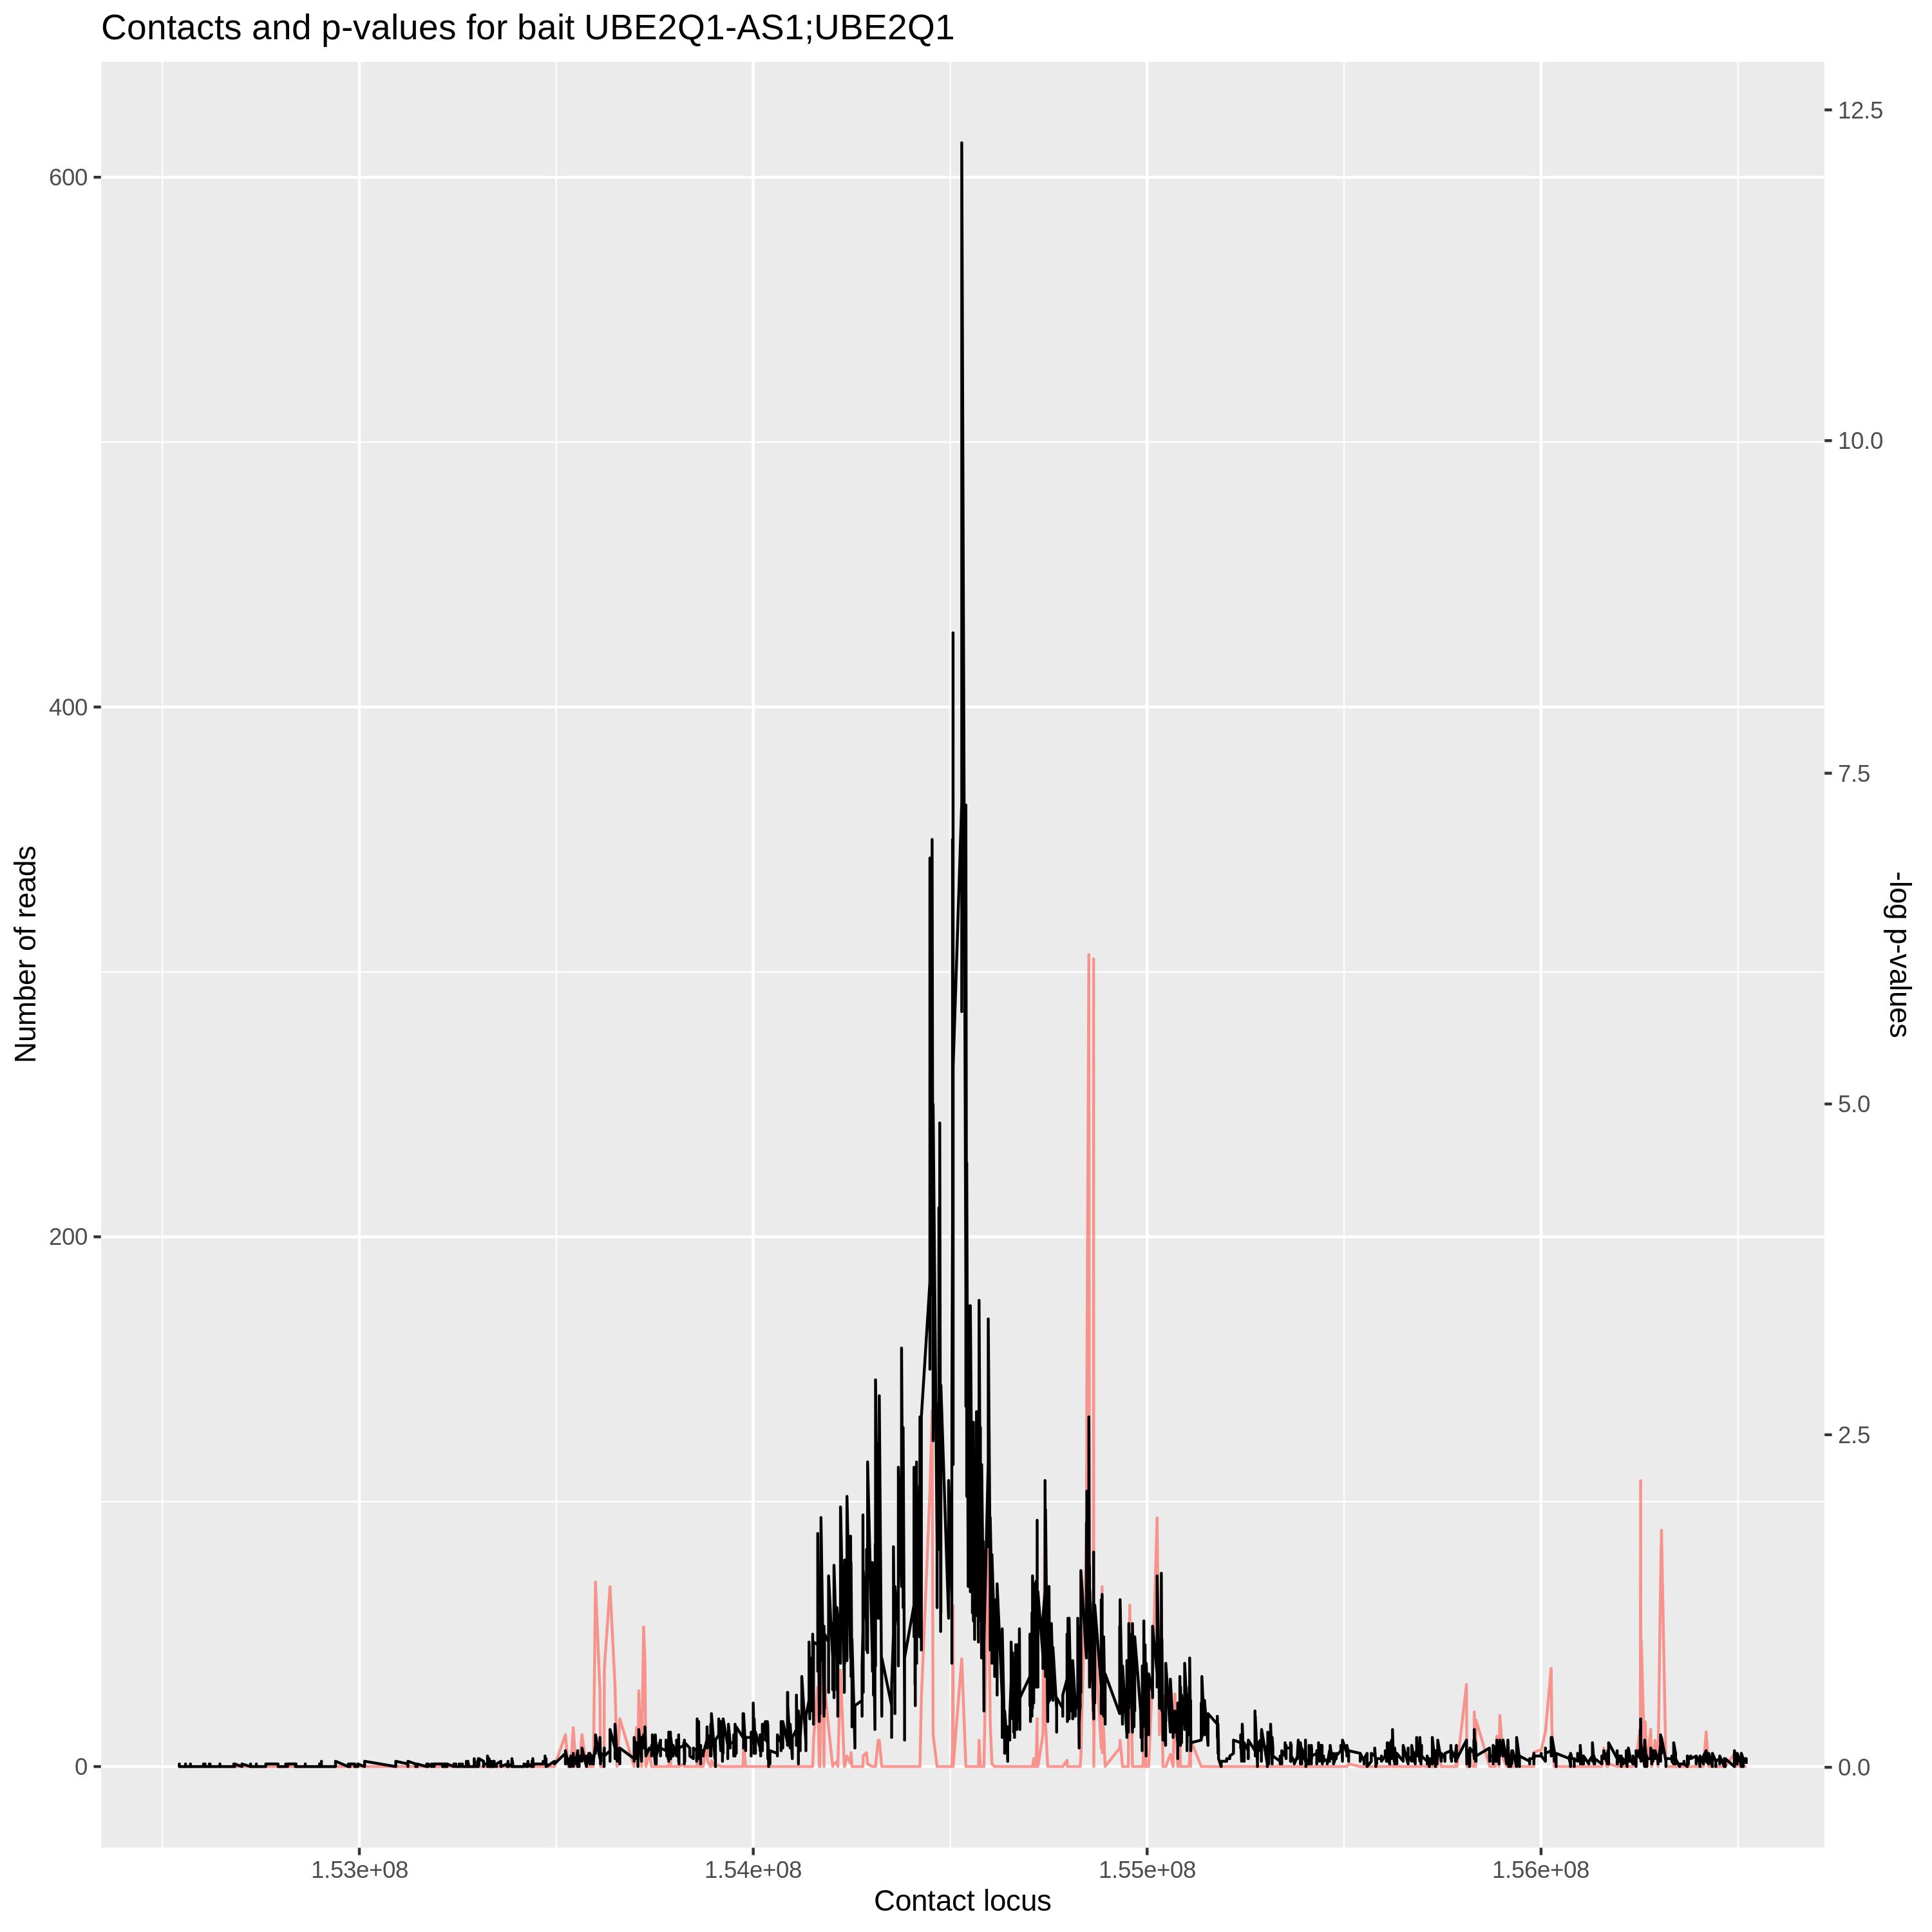 Contacts and p-values for bait UBE2Q1-AS1;UBE2Q1
600
400
200
0
Number of reads
12.5
10.0
7.5
5.0
2.5
0.0
-log p-values
1.53e+08
1.54e+08
1.55e+08
1.56e+08
Contact locus